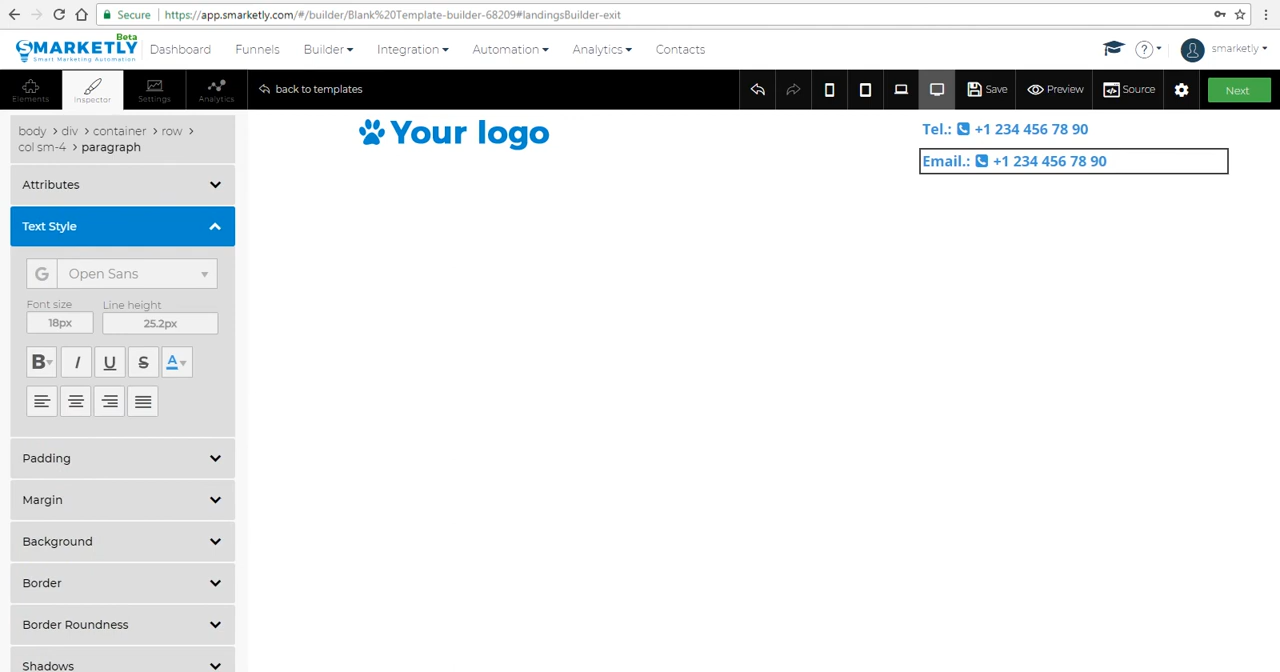 Secure https://app.smarketly.com/#/builder/Blank%20Template-builder-68209#landingsBuilder-exit
SMARKETLY Beta
Smart Marketing Automation
Dashboard Funnels Builder Integration Automation Analytics Contacts ? smarketly
Elements Inspector Settings Analytics back to templates Save Preview Source Next
body > div > container > row >
col sm-4 > paragraph
Your logo
Tel.: +1 234 456 78 90
Email.: +1 234 456 78 90
Attributes
Text Style
G Open Sans
Font size Line height
18px 25.2px
B I U S A
Padding
Margin
Background
Border
Border Roundness
Shadows